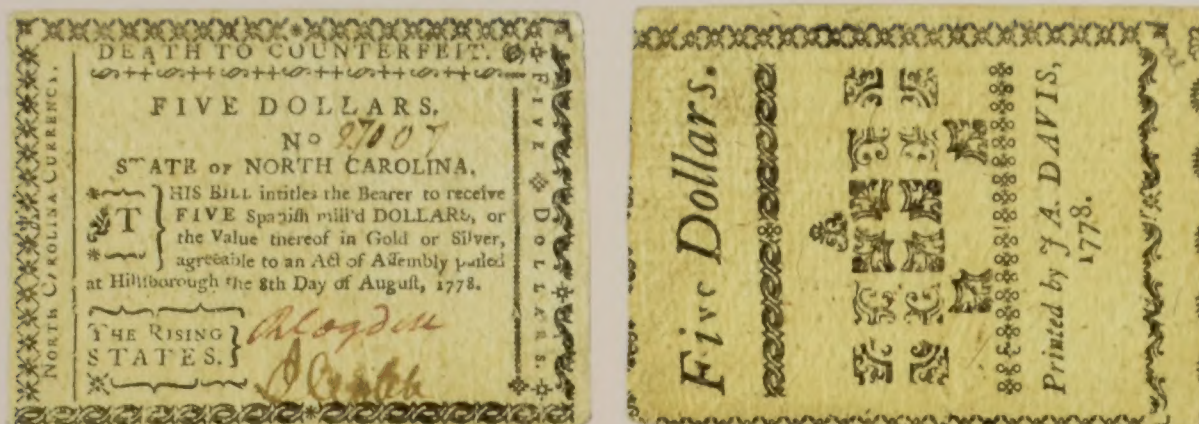 DEATH TO COUNTERFEIT.
NORTH CAROLINA CURRENCY.
FIVE DOLLARS.
No 27007
STATE OF NORTH CAROLINA.
THIS BILL intitles the Bearer to receive
FIVE Spaniſh mill'd DOLLARS, or
the Value thereof in Gold or Silver,
agreeable to an Act of Aſſembly paſſed
at Hillſborough the 8th Day of Auguſt, 1778.
THE RISING
STATES.
FIVE DOLLARS.
Five Dollars.
Printed by J A. DAVIS,
1778.